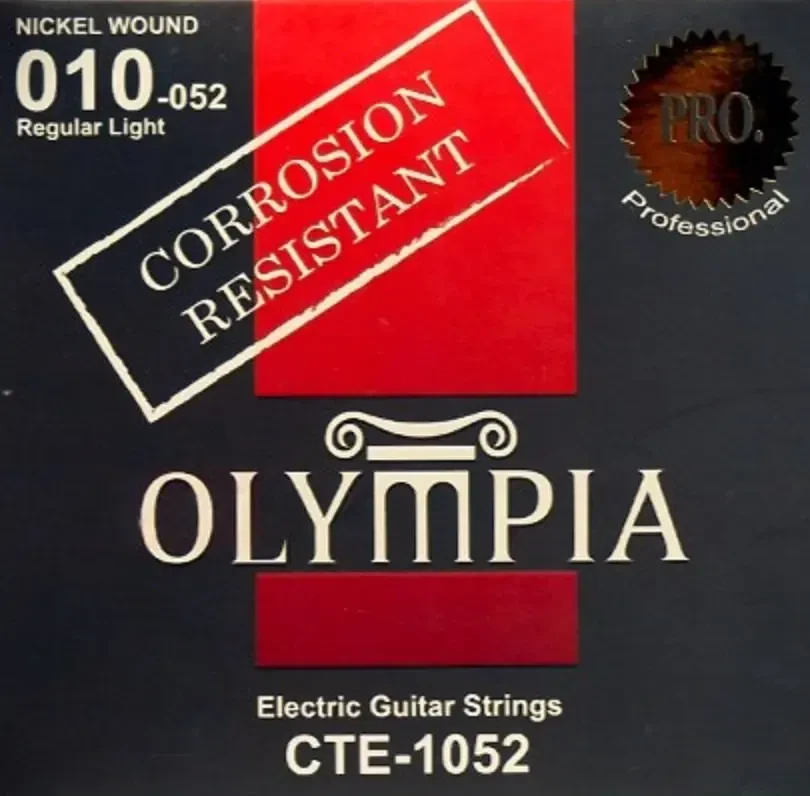 NICKEL WOUND
010-052
Regular Light
CORROSION
RESISTANT
PRO.
Professional
OLYMPIA
Electric Guitar Strings
CTE-1052